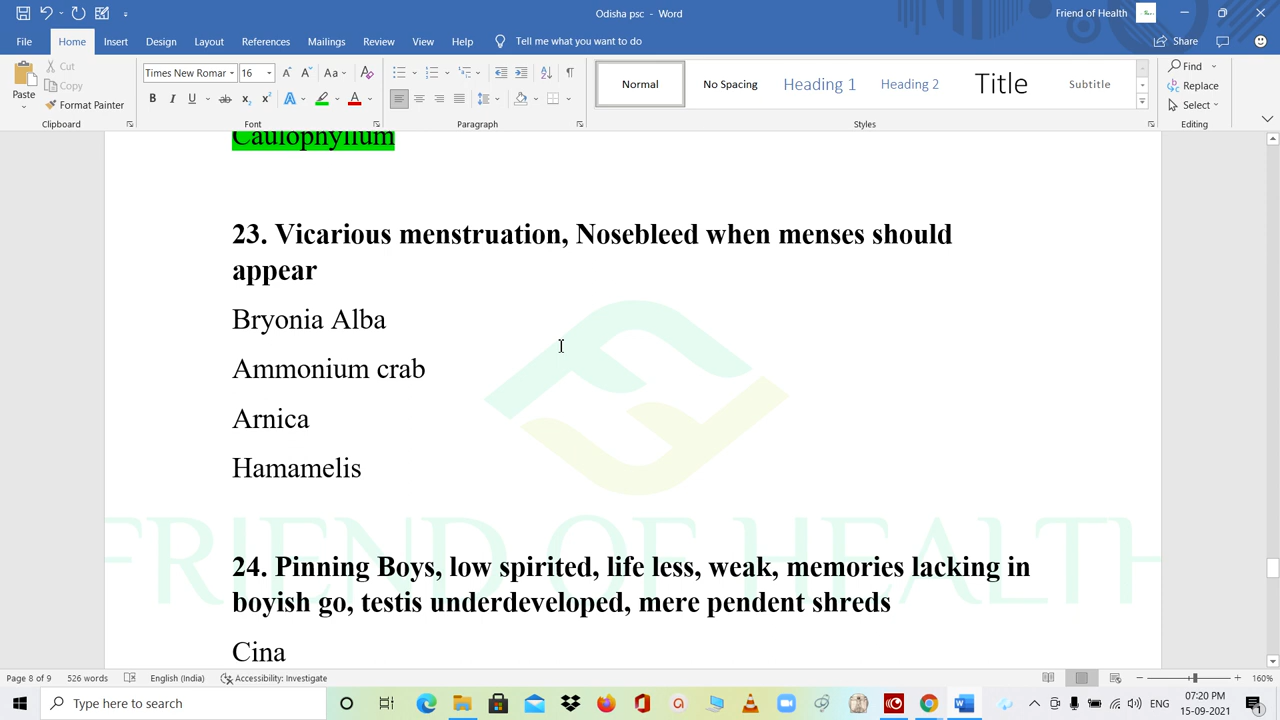 Odisha psc - Word
Friend of Health
File Home Insert Design Layout References Mailings Review View Help Tell me what you want to do Share
Paste
Cut
Copy
Format Painter
Times New Romar 16
Normal
No Spacing
Heading 1
Heading 2
Title
Subtitle
Find
Replace
Select
Clipboard Font Paragraph Styles Editing
Caulophyllum
23. Vicarious menstruation, Nosebleed when menses should
appear
Bryonia Alba
Ammonium crab
Arnica
Hamamelis
FRIEND OF HEALTH
24. Pinning Boys, low spirited, life less, weak, memories lacking in
boyish go, testis underdeveloped, mere pendent shreds
Cina
Page 8 of 9 526 words English (India) Accessibility: Investigate 160%
Type here to search
ENG
07:20 PM
15-09-2021
1